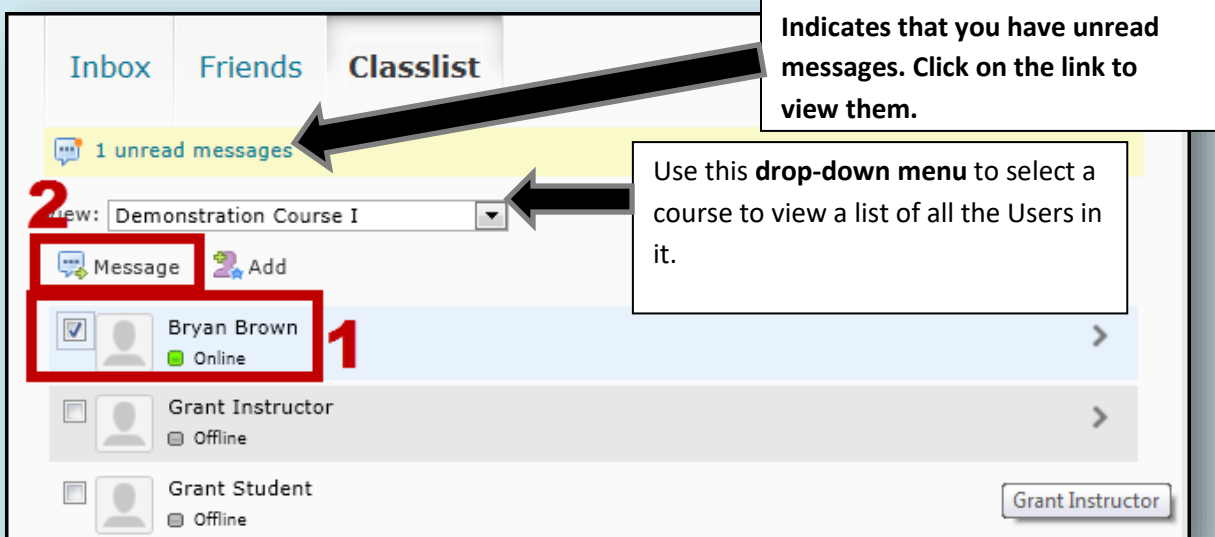 Inbox Friends Classlist
Indicates that you have unread
messages. Click on the link to
view them.
1 unread messages
Use this drop-down menu to select a
course to view a list of all the Users in
it.
2
iew: Demonstration Course I
Message Add
Bryan Brown
Online
1
Grant Instructor
Offline
Grant Student
Offline
Grant Instructor